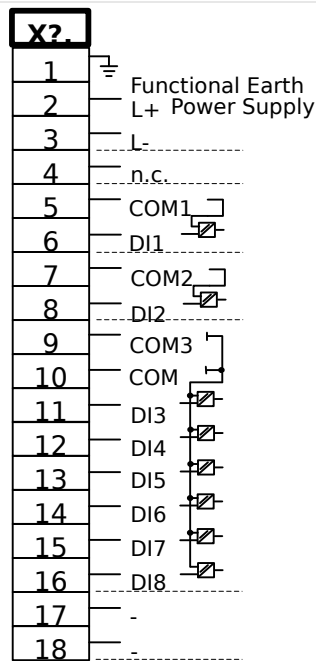 X?.
1
Functional Earth
2 L+ Power Supply
3 L-
4 n.c.
5 COM1
6 DI1
7 COM2
8 DI2
9 COM3
10 COM
11 DI3
12 DI4
13 DI5
14 DI6
15 DI7
16 DI8
17 -
18 -